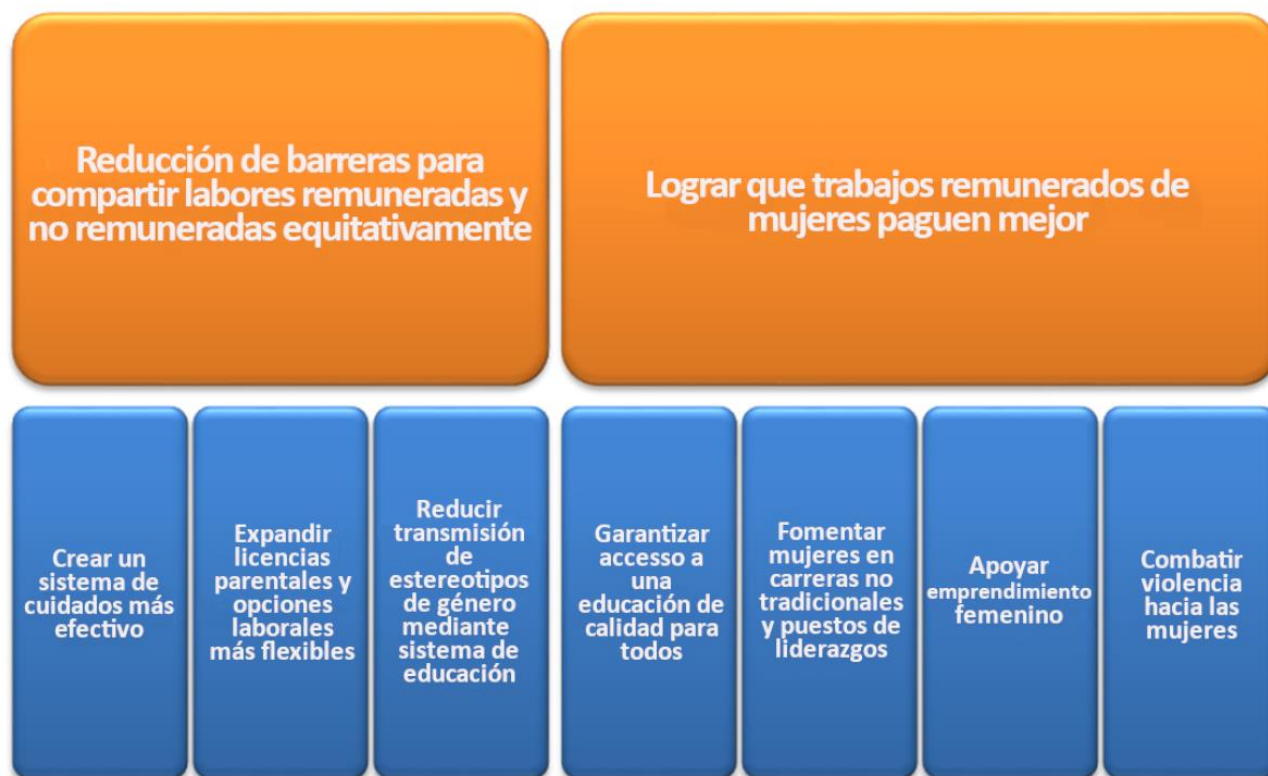 Reducción de barreras para
compartir labores remuneradas y
no remuneradas equitativamente
Lograr que trabajos remunerados de
mujeres paguen mejor
Crear un
sistema de
cuidados más
efectivo
Expandir
licencias
parentales y
opciones
laborales
más flexibles
Reducir
transmisión
de
estereotipos
de género
mediante
sistema de
educación
Garantizar
accesso a
una
educación de
calidad para
todos
Fomentar
mujeres en
carreras no
tradicionales
y puestos de
liderazgos
Apoyar
emprendimiento
femenino
Combatir
violencia
hacia las
mujeres